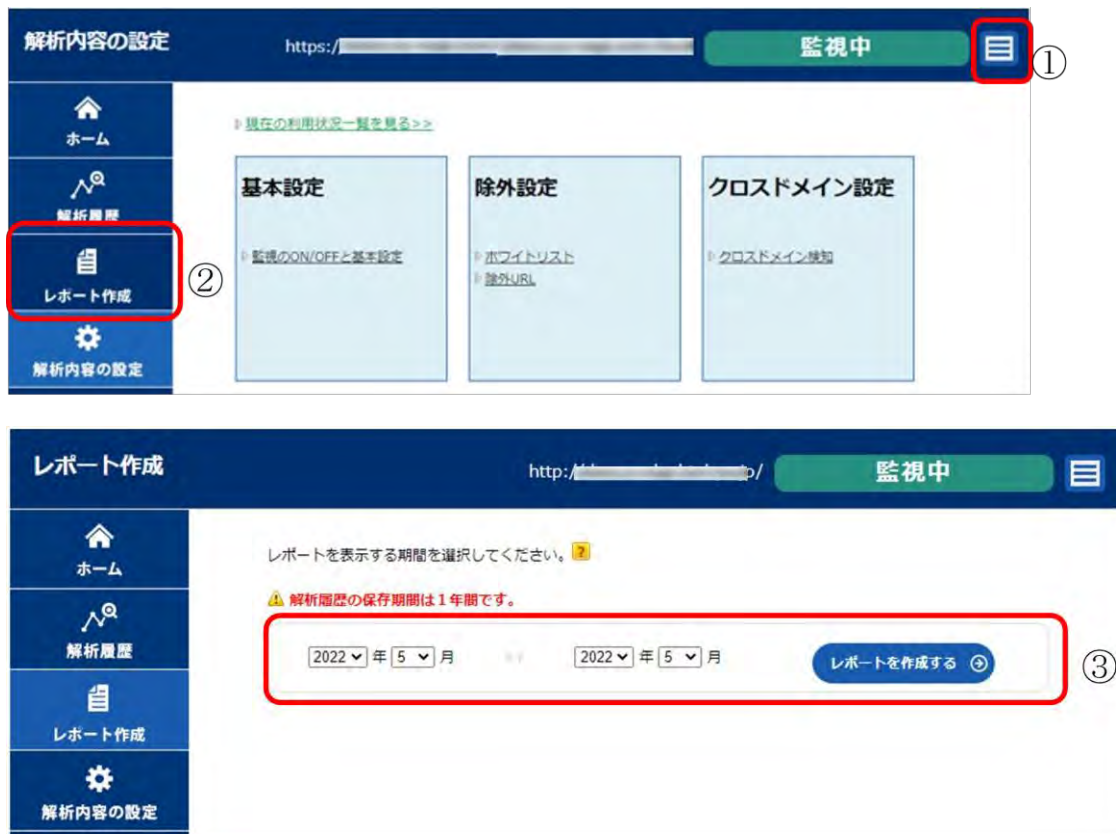 解析内容の設定
https:/
監視中
①
ホーム
現在の利用状況一覧を見る>>
解析履歴
基本設定
監視のON/OFFと基本設定
除外設定
ホワイトリスト
除外URL
クロスドメイン設定
クロスドメイン検知
レポート作成
②
解析内容の設定
レポート作成
http:/
/
監視中
ホーム
レポートを表示する期間を選択してください。?
解析履歴の保存期間は1年間です。
解析履歴
2022 年 5 月 2022 年 5 月 レポートを作成する
③
レポート作成
解析内容の設定